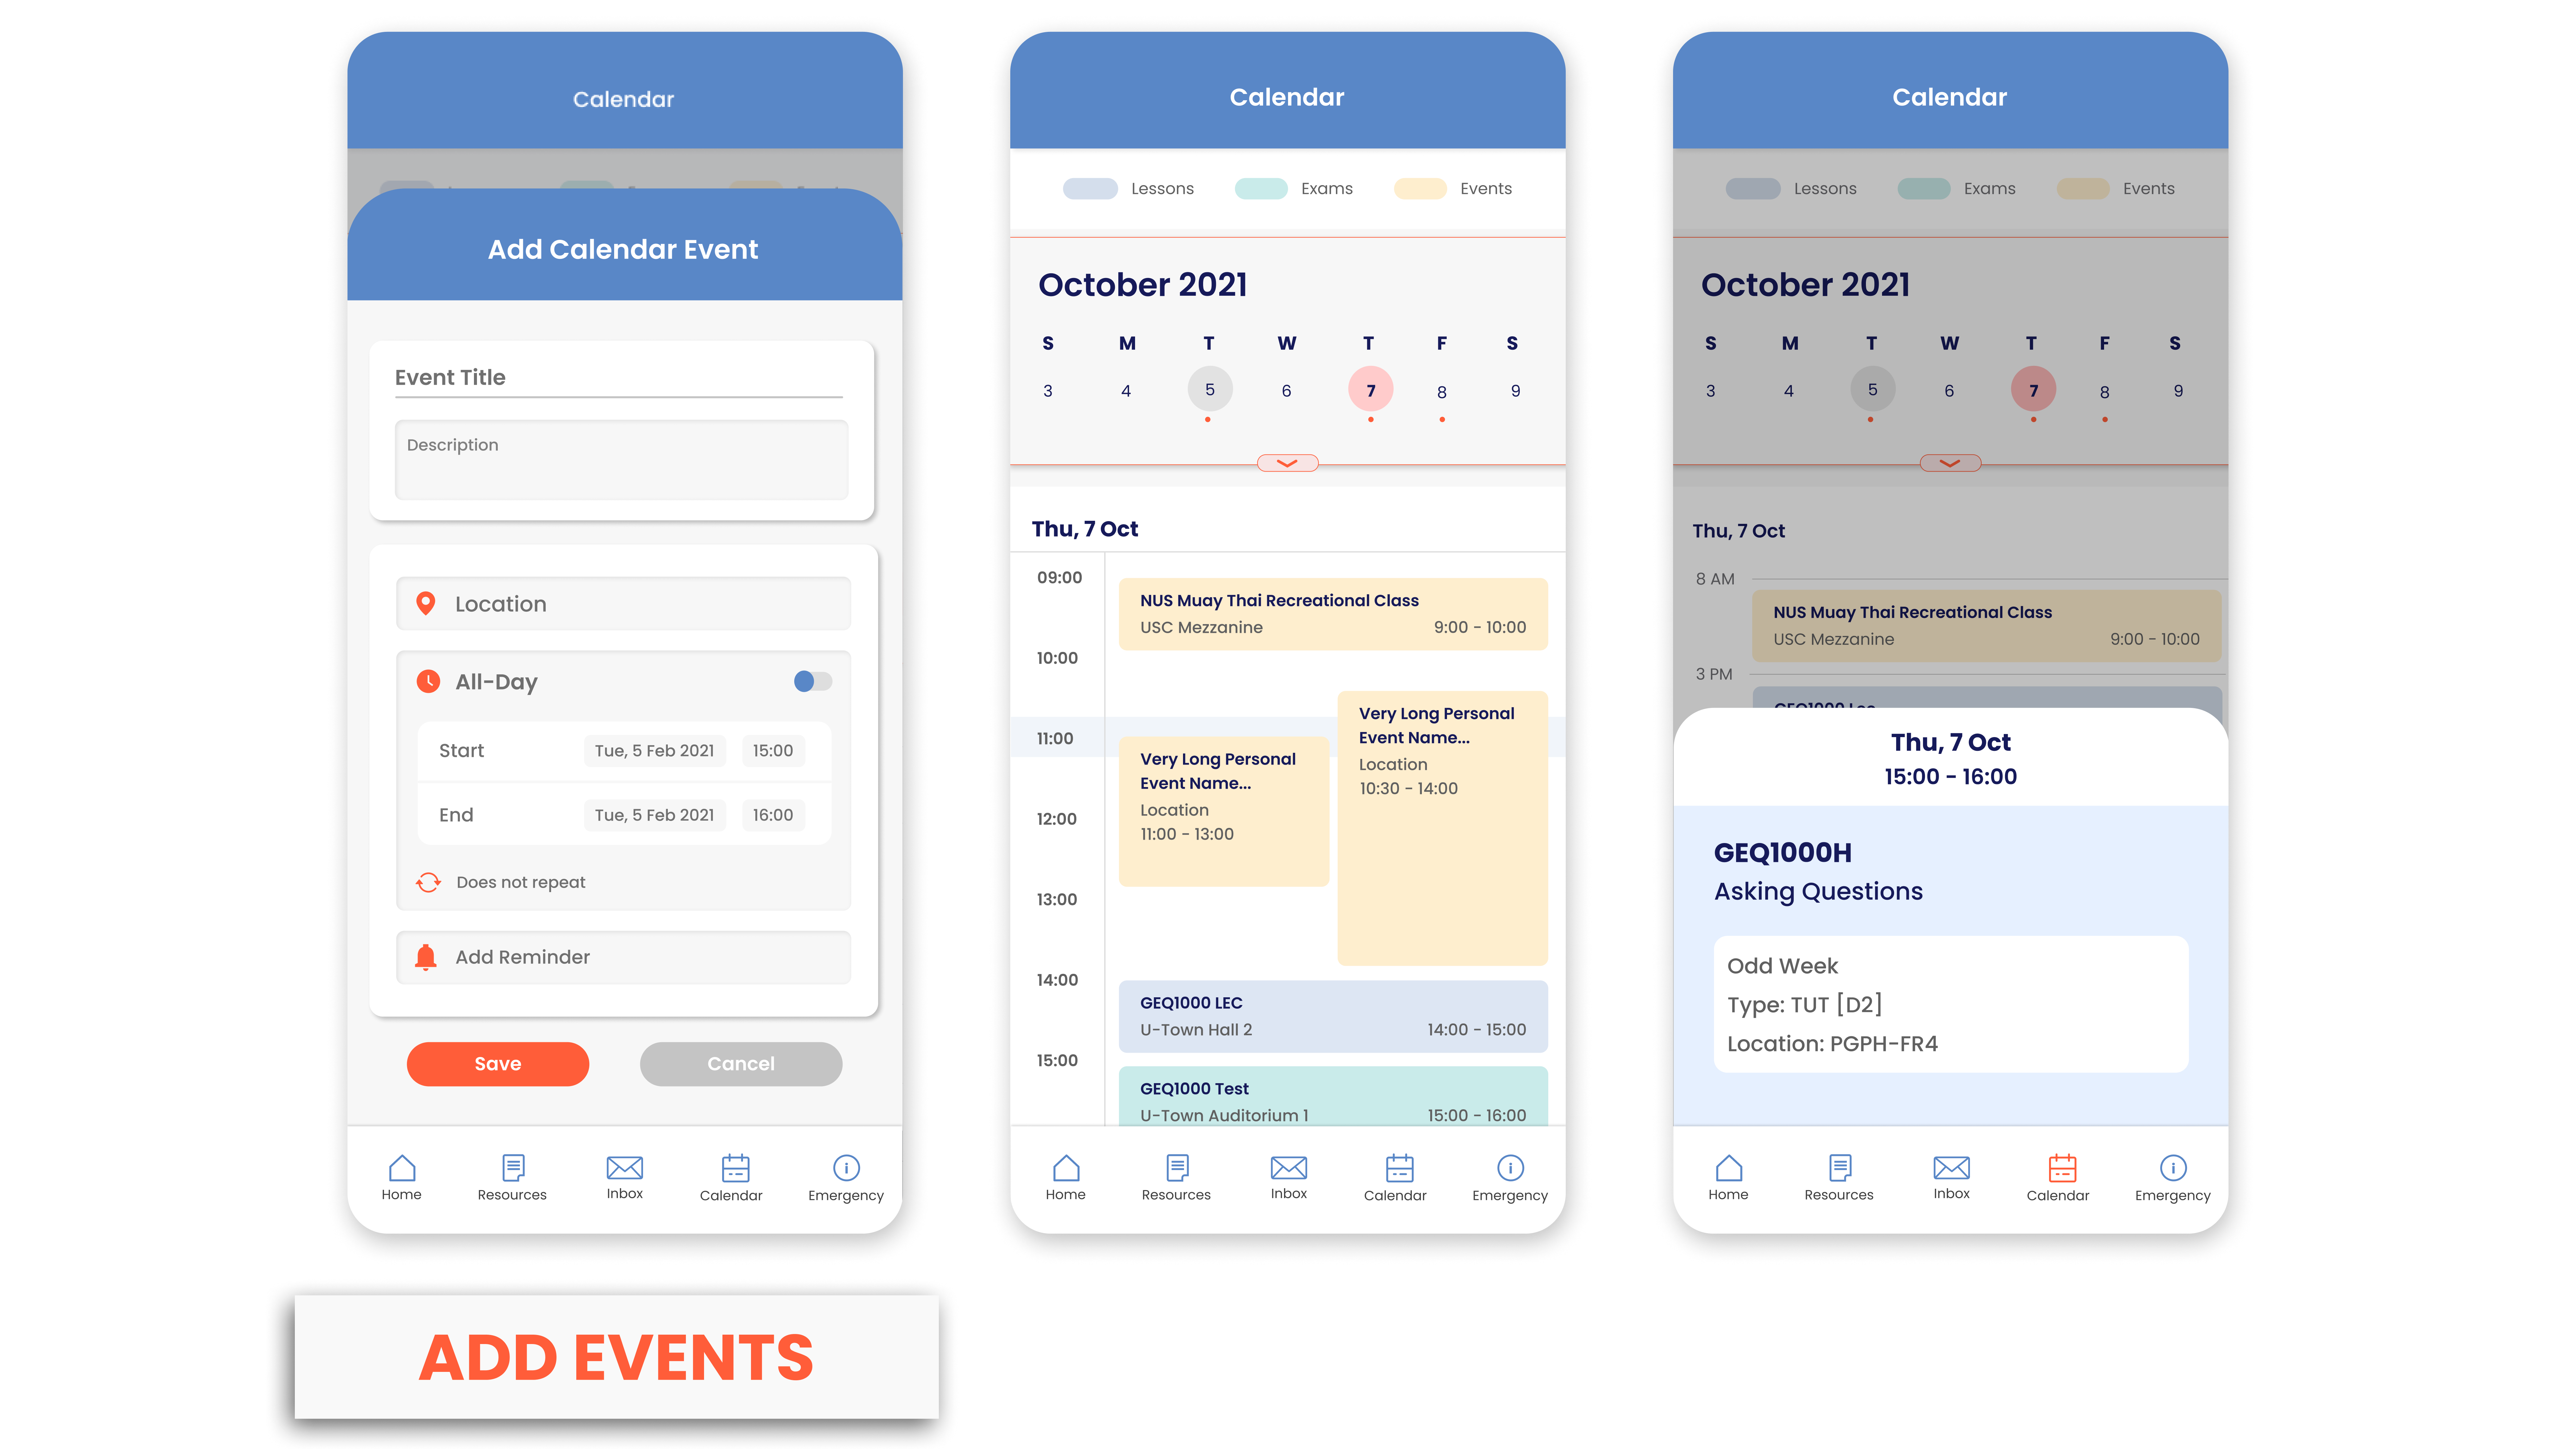 Calendar
Add Calendar Event
Event Title
Description
Location
All-Day
Start Tue, 5 Feb 2021 15:00
End Tue, 5 Feb 2021 16:00
Does not repeat
Add Reminder
Save Cancel
Home Resources Inbox Calendar Emergency
ADD EVENTS
Calendar
Lessons Exams Events
October 2021
S M T W T F S
3 4 5 6 7 8 9
Thu, 7 Oct
09:00
NUS Muay Thai Recreational Class
USC Mezzanine 9:00 - 10:00
10:00
Very Long Personal
Event Name...
Location
10:30 - 14:00
11:00
Very Long Personal
Event Name...
Location
11:00 - 13:00
12:00
13:00
14:00
GEQ1000 LEC
U-Town Hall 2 14:00 - 15:00
15:00
GEQ1000 Test
U-Town Auditorium 1 15:00 - 16:00
Home Resources Inbox Calendar Emergency
Calendar
Lessons Exams Events
October 2021
S M T W T F S
3 4 5 6 7 8 9
Thu, 7 Oct
8 AM
NUS Muay Thai Recreational Class
USC Mezzanine 9:00 - 10:00
3 PM
Thu, 7 Oct
15:00 - 16:00
GEQ1000H
Asking Questions
Odd Week
Type: TUT [D2]
Location: PGPH-FR4
Home Resources Inbox Calendar Emergency